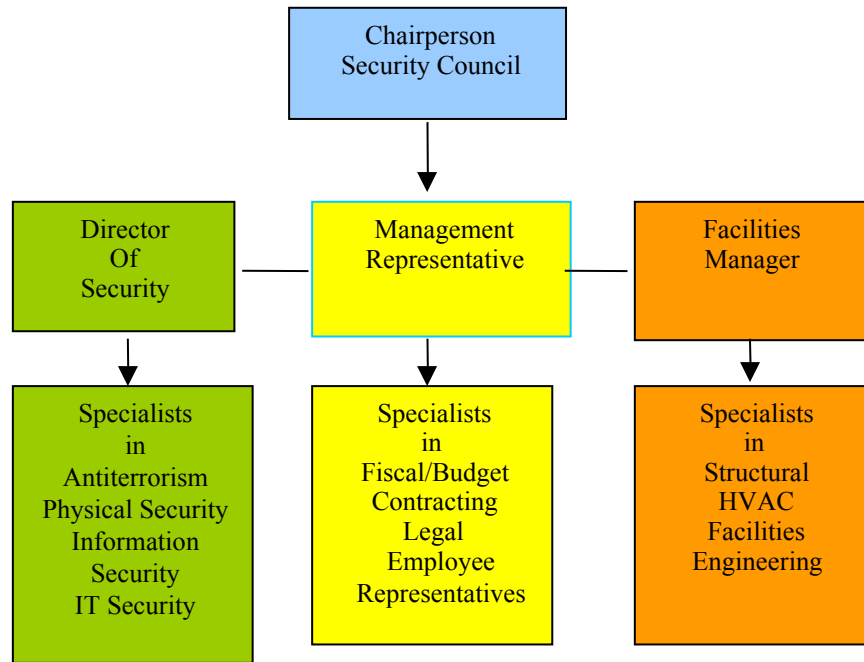 Chairperson
Security Council
Director
Of
Security
Management
Representative
Facilities
Manager
Specialists
in
Antiterrorism
Physical Security
Information
Security
IT Security
Specialists
in
Fiscal/Budget
Contracting
Legal
Employee
Representatives
Specialists
in
Structural
HVAC
Facilities
Engineering